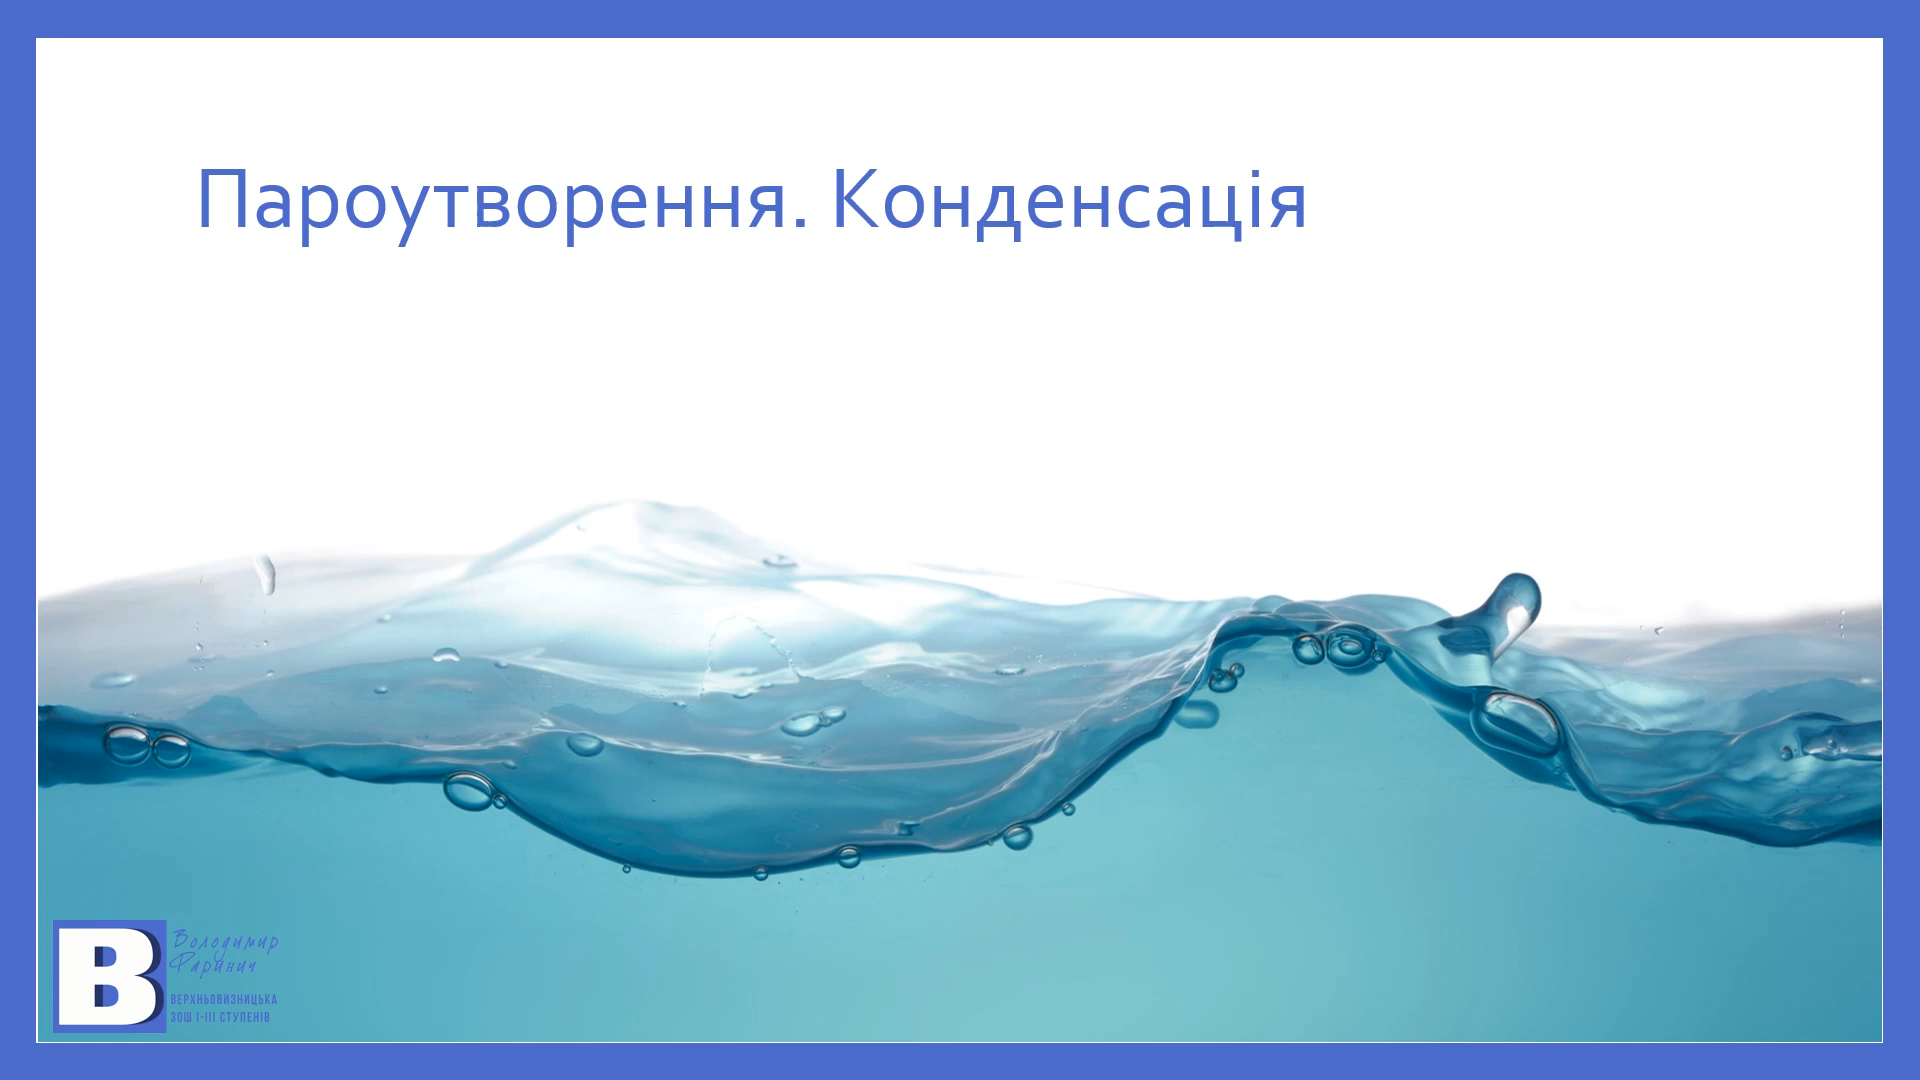 Пароутворення. Конденсація
В
Володимир
Фаринич
ВЕРХНЬОВИЗНИЦЬКА
ЗОШ І-ІІІ СТУПЕНІВ